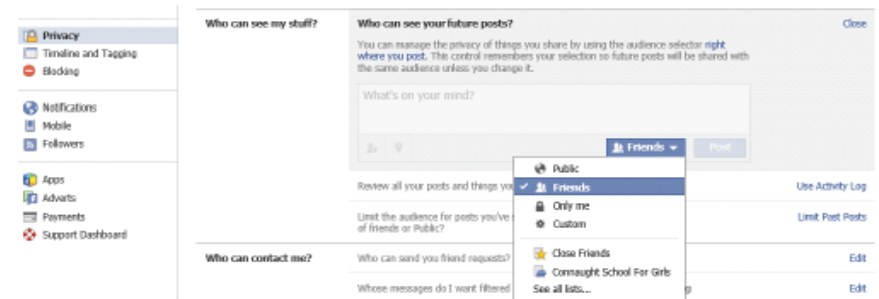 Privacy
Timeline and Tagging
Blocking
Notifications
Mobile
Followers
Apps
Adverts
Payments
Support Dashboard
Who can see my stuff?
Who can see your future posts?
Close
You can manage the privacy of things you share by using the audience selector right
where you post. This control remembers your selection so future posts will be shared with
the same audience unless you change it.
What's on your mind?
Friends
Post
Public
Friends
Only me
Custom
Close Friends
Connaught School For Girls
See all lists...
Review all your posts and things you
Use Activity Log
Limit the audience for posts you've
of friends or Public?
Limit Past Posts
Who can contact me?
Who can send you friend requests?
Edit
Whose messages do I want filtered
Edit